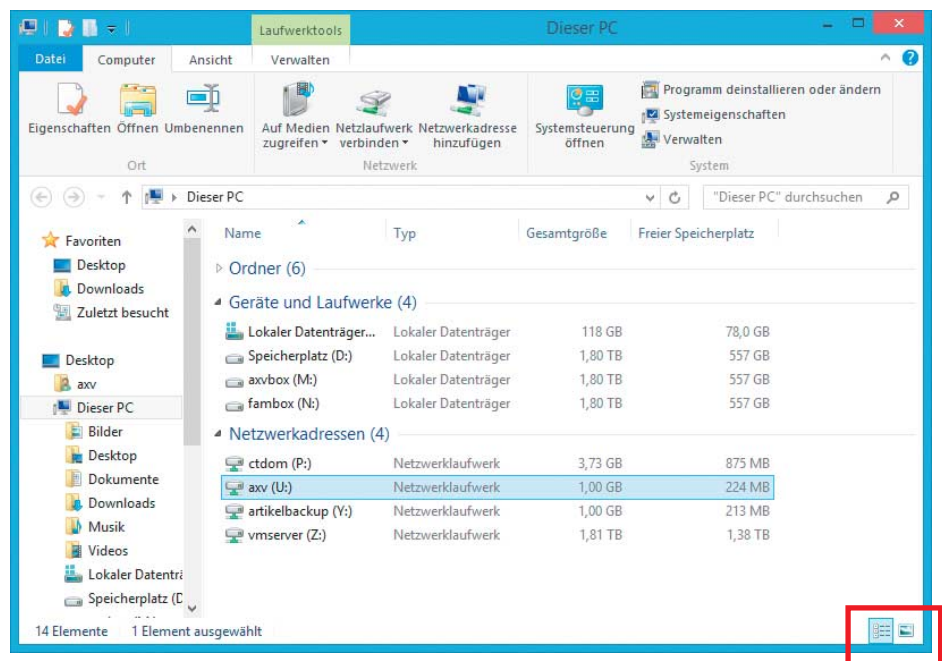 Laufwerktools
Dieser PC
Datei Computer Ansicht Verwalten
Eigenschaften Öffnen Umbenennen
Ort
Auf Medien zugreifen
Netzlaufwerk verbinden
Netzwerkadresse hinzufügen
Netzwerk
Systemsteuerung öffnen
Programm deinstallieren oder ändern
Systemeigenschaften
Verwalten
System
Dieser PC
"Dieser PC" durchsuchen
Favoriten
Desktop
Downloads
Zuletzt besucht
Desktop
axv
Dieser PC
Bilder
Desktop
Dokumente
Downloads
Musik
Videos
Lokaler Datenträ
Speicherplatz (D
Name Typ Gesamtgröße Freier Speicherplatz
Ordner (6)
Geräte und Laufwerke (4)
Lokaler Datenträger... Lokaler Datenträger 118 GB 78,0 GB
Speicherplatz (D:) Lokaler Datenträger 1,80 TB 557 GB
axvbox (M:) Lokaler Datenträger 1,80 TB 557 GB
fambox (N:) Lokaler Datenträger 1,80 TB 557 GB
Netzwerkadressen (4)
ctdom (P:) Netzwerklaufwerk 3,73 GB 875 MB
axv (U:) Netzwerklaufwerk 1,00 GB 224 MB
artikelbackup (Y:) Netzwerklaufwerk 1,00 GB 213 MB
vmserver (Z:) Netzwerklaufwerk 1,81 TB 1,38 TB
14 Elemente 1 Element ausgewählt